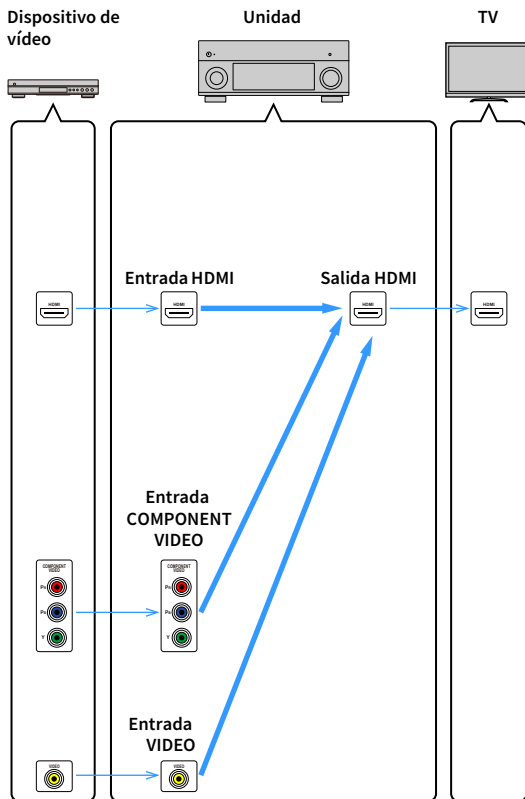 Dispositivo de
vídeo
Unidad
TV
Entrada HDMI
Salida HDMI
HDMI
HDMI
HDMI
HDMI
Entrada
COMPONENT
VIDEO
COMPONENT
VIDEO
PR
PB
Y
COMPONENT
VIDEO
PR
PB
Y
Entrada
VIDEO
VIDEO
VIDEO